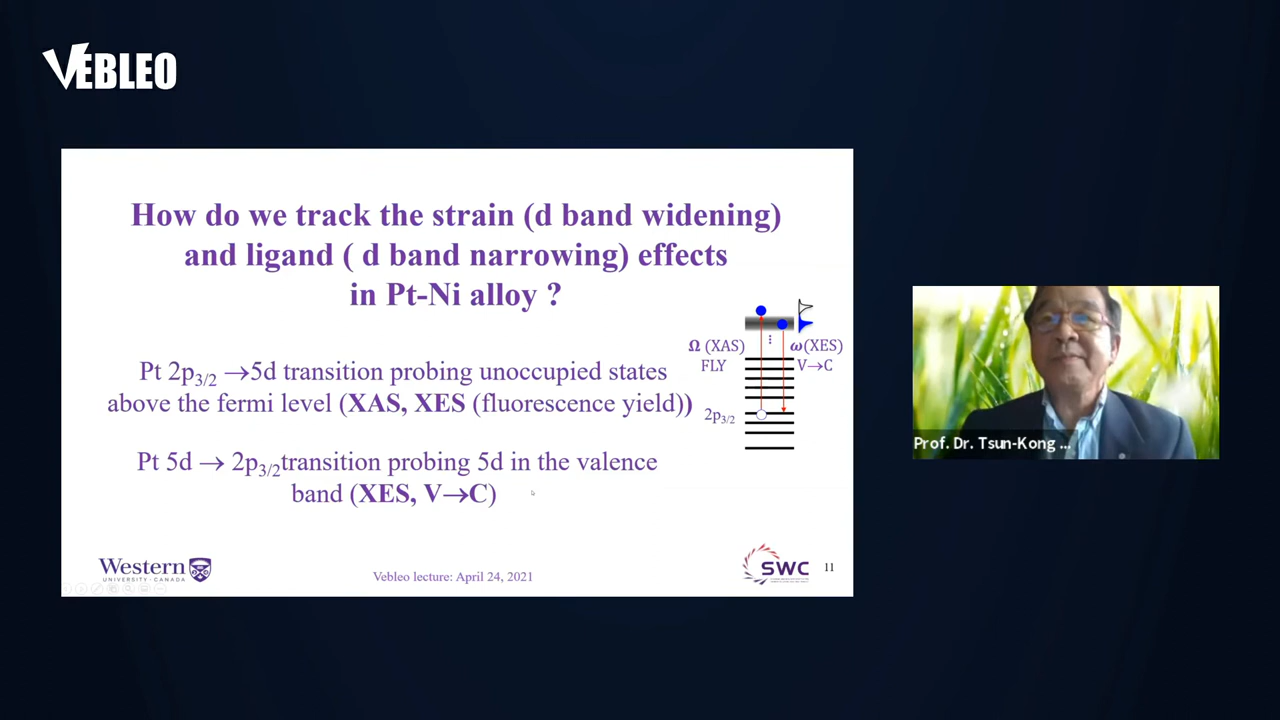 VEBLEO
How do we track the strain (d band widening)
and ligand ( d band narrowing) effects
in Pt-Ni alloy ?
Ω (XAS) ω(XES)
FLY V→C
2p3/2
Pt 2p3/2 →5d transition probing unoccupied states
above the fermi level (XAS, XES (fluorescence yield))
Pt 5d → 2p3/2transition probing 5d in the valence
band (XES, V→C)
Western
UNIVERSITY·CANADA
Vebleo lecture: April 24, 2021
SWC
11
Prof. Dr. Tsun-Kong ...